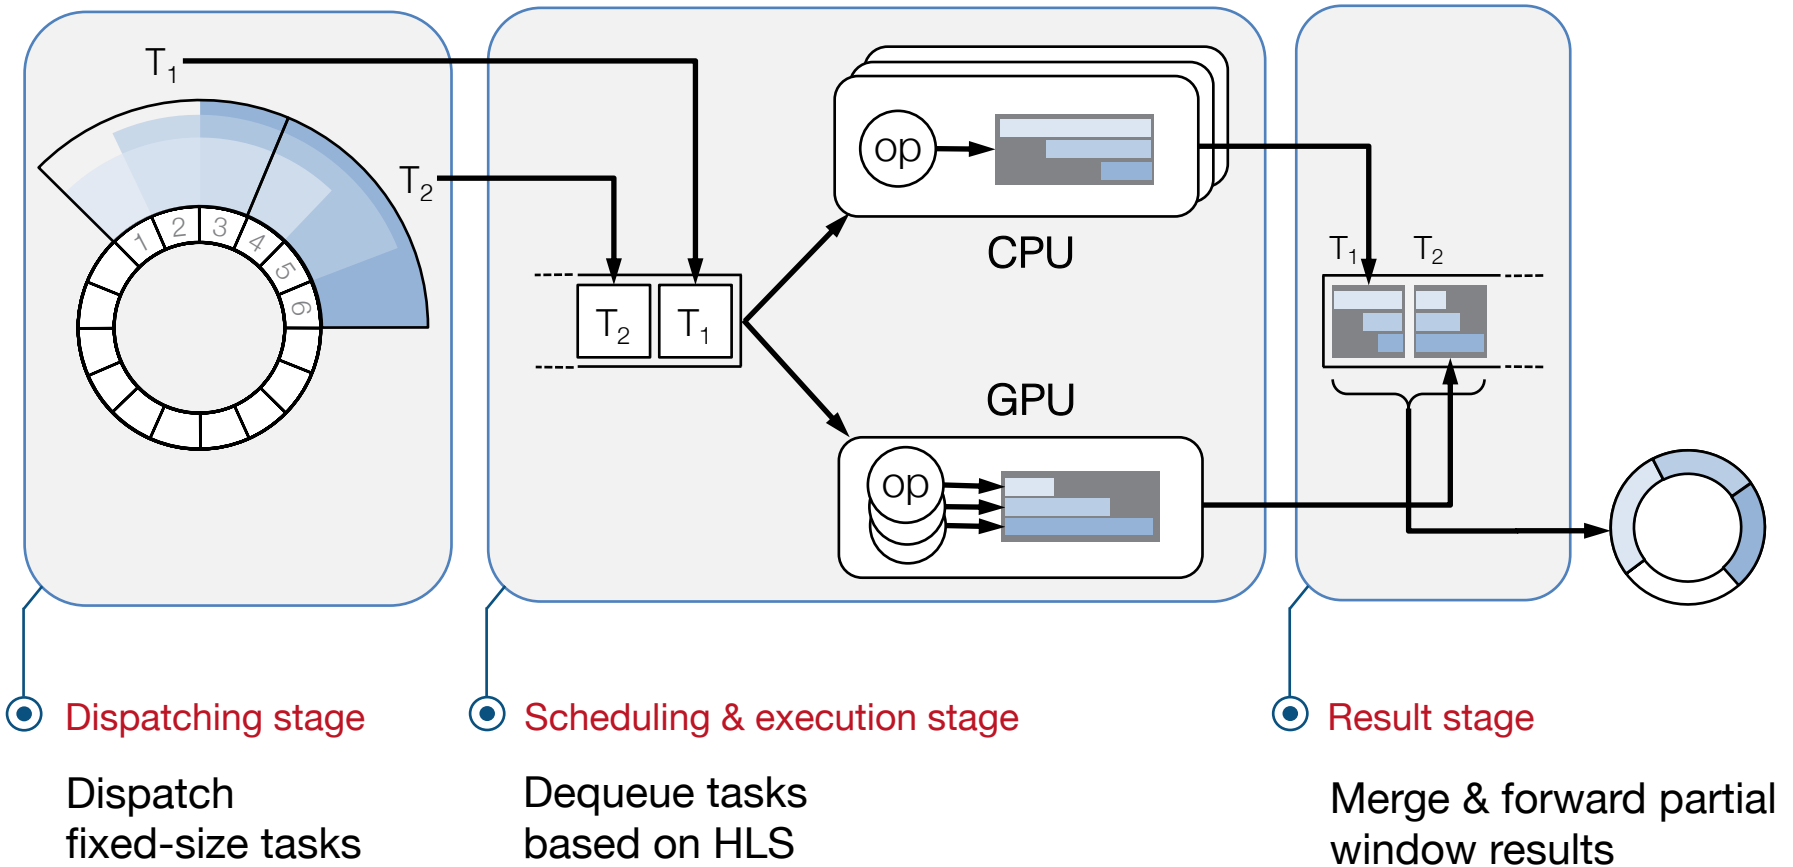 T1
T2
1 2 3 4 5 6
T2 T1
op
CPU
GPU
op
T1 T2
Dispatching stage
Dispatch
fixed-size tasks
Scheduling & execution stage
Dequeue tasks
based on HLS
Result stage
Merge & forward partial
window results